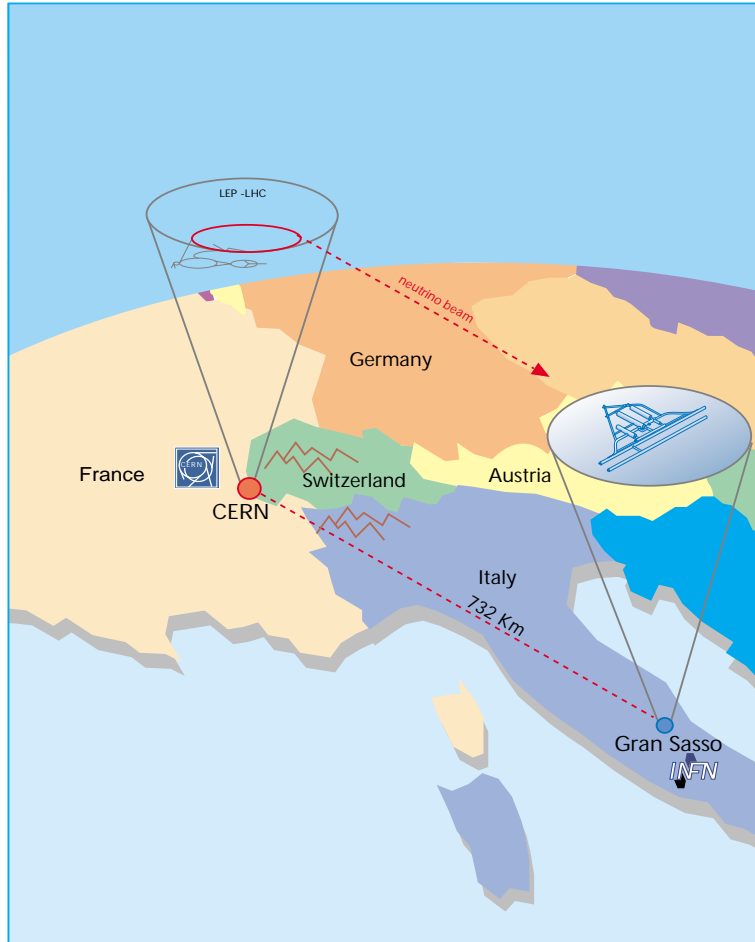 LEP -LHC
neutrino beam
Germany
CERN
France
Switzerland
Austria
CERN
Italy
732 Km
Gran Sasso
INFN